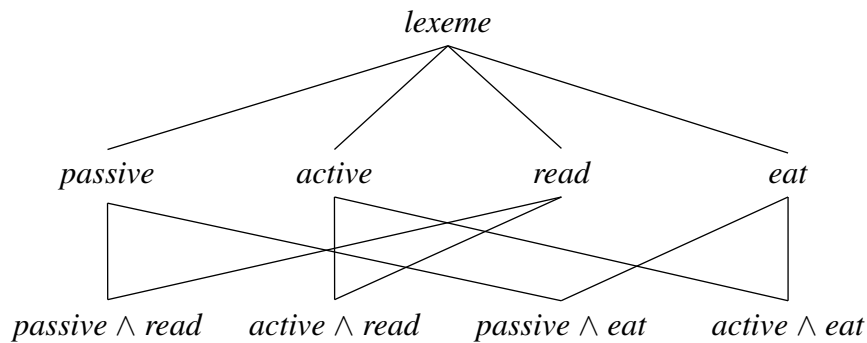 lexeme
passive active read eat
passive ∧ read active ∧ read passive ∧ eat active ∧ eat